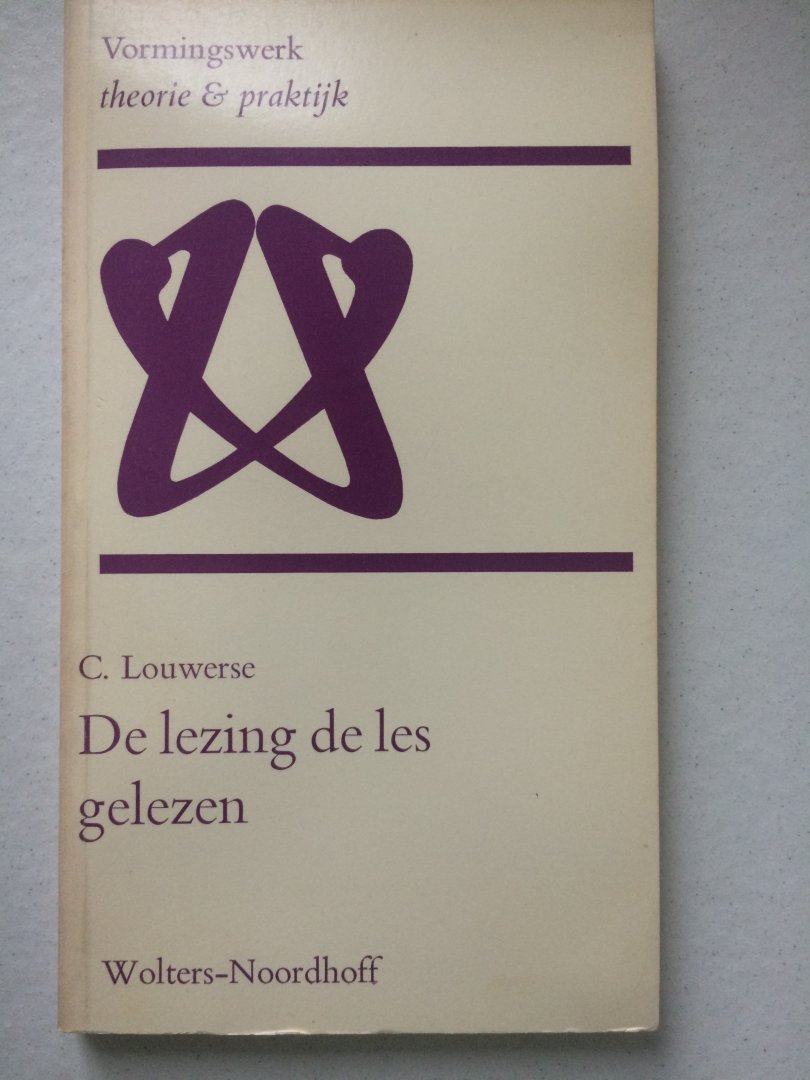 Vormingswerk
theorie & praktijk
C. Louwerse
De lezing de les
gelezen
Wolters-Noordhoff